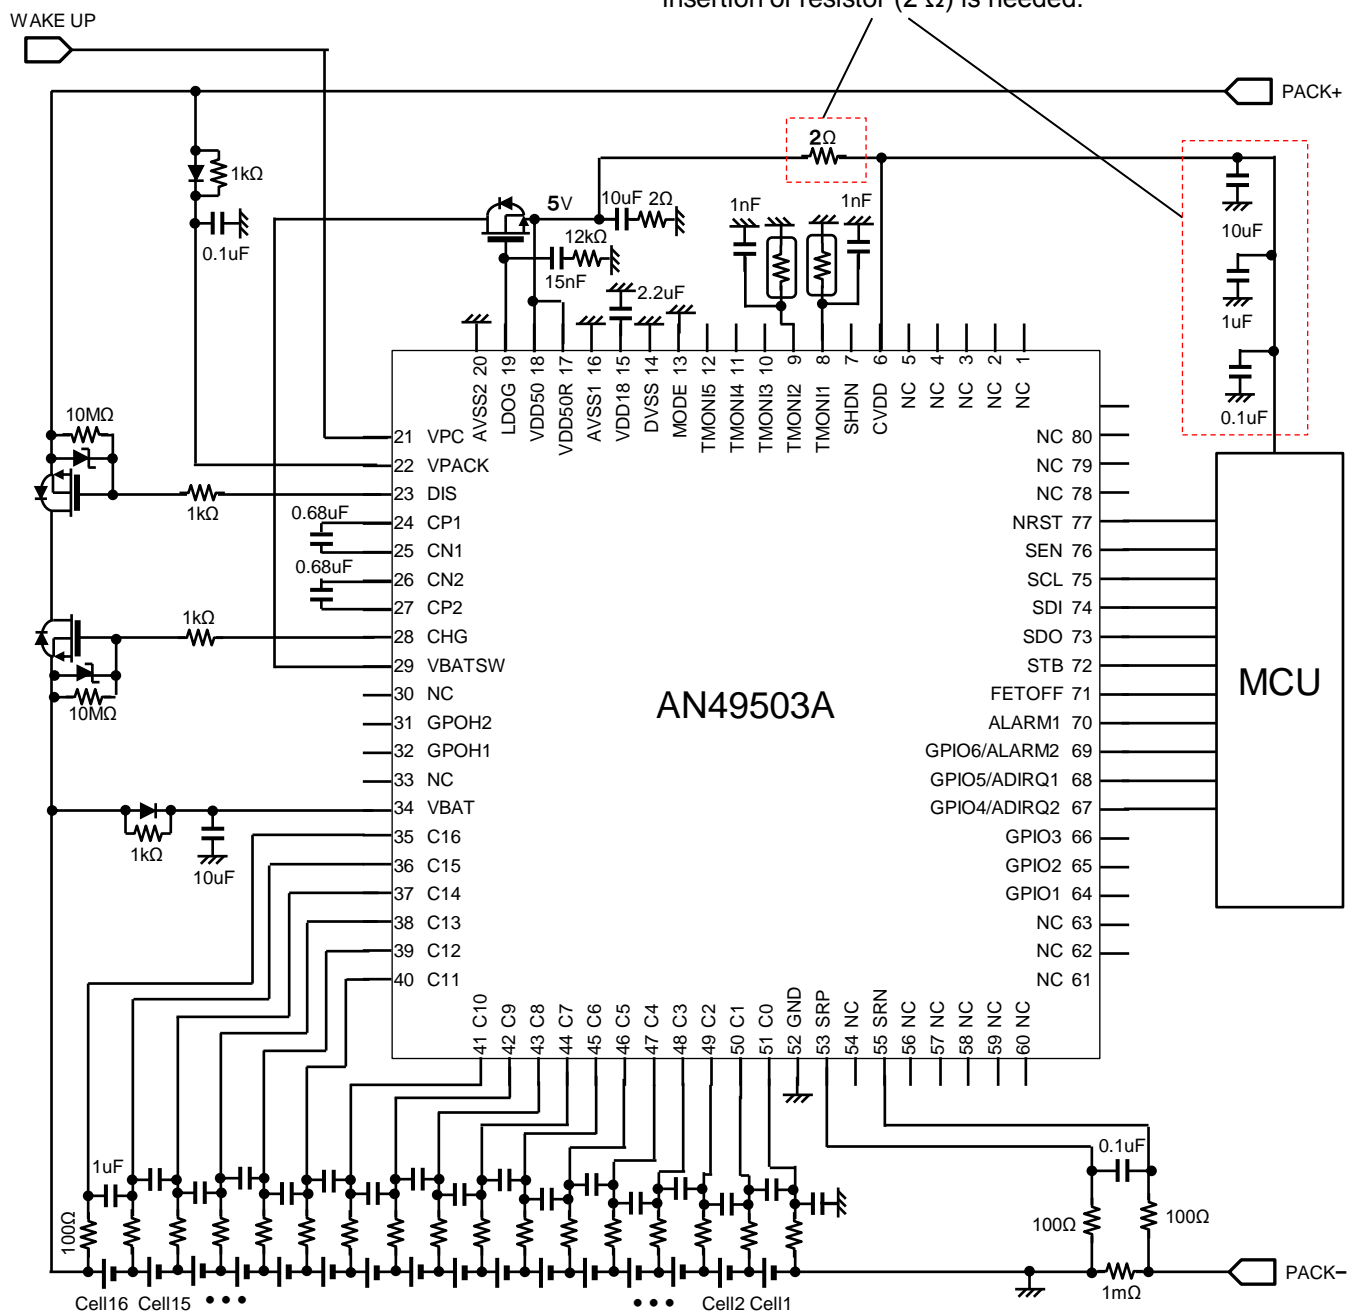 insertion of resistor (2 Ω) is needed.
WAKE UP
PACK+
2Ω
1kΩ
5V
10uF 2Ω
1nF
1nF
10uF
0.1uF
12kΩ
15nF
2.2uF
1uF
0.1uF
AVSS2 20
LDOG 19
VDD50 18
VDD50R 17
AVSS1 16
VDD18 15
DVSS 14
MODE 13
TMONI5 12
TMONI4 11
TMONI3 10
TMONI2 9
TMONI1 8
SHDN 7
CVDD 6
NC 5
NC 4
NC 3
NC 2
NC 1
10MΩ
1kΩ
0.68uF
0.68uF
1kΩ
10MΩ
1kΩ
10uF
21 VPC
22 VPACK
23 DIS
24 CP1
25 CN1
26 CN2
27 CP2
28 CHG
29 VBATSW
30 NC
31 GPOH2
32 GPOH1
33 NC
34 VBAT
35 C16
36 C15
37 C14
38 C13
39 C12
40 C11
AN49503A
NC 80
NC 79
NC 78
NRST 77
SEN 76
SCL 75
SDI 74
SDO 73
STB 72
FETOFF 71
ALARM1 70
GPIO6/ALARM2 69
GPIO5/ADIRQ1 68
GPIO4/ADIRQ2 67
GPIO3 66
GPIO2 65
GPIO1 64
NC 63
NC 62
NC 61
MCU
41 C10
42 C9
43 C8
44 C7
45 C6
46 C5
47 C4
48 C3
49 C2
50 C1
51 C0
52 GND
53 SRP
54 NC
55 SRN
56 NC
57 NC
58 NC
59 NC
60 NC
1uF
0.1uF
100Ω
100Ω
100Ω
1mΩ
PACK−
Cell16 Cell15 ••• ••• Cell2 Cell1